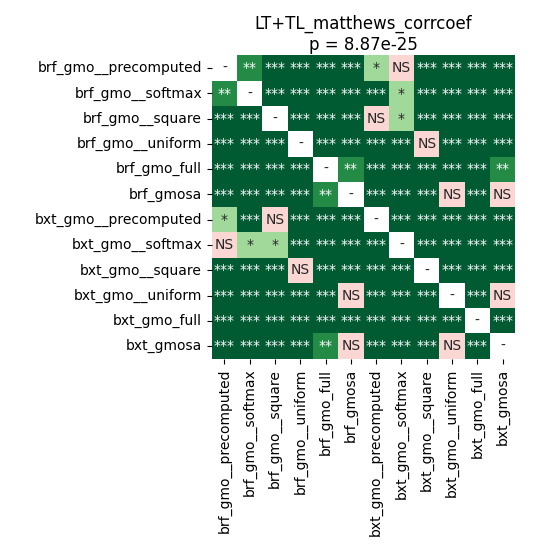 LT+TL_matthews_corrcoef
p = 8.87e-25
brf_gmo__precomputed - ** *** *** *** *** * NS *** *** *** ***
brf_gmo__softmax ** - *** *** *** *** *** * *** *** *** ***
brf_gmo__square *** *** - *** *** *** NS * *** *** *** ***
brf_gmo__uniform *** *** *** - *** *** *** *** NS *** *** ***
brf_gmo_full *** *** *** *** - ** *** *** *** *** *** **
brf_gmosa *** *** *** *** ** - *** *** *** NS *** NS
bxt_gmo__precomputed * *** NS *** *** *** - *** *** *** *** ***
bxt_gmo__softmax NS * * *** *** *** *** - *** *** *** ***
bxt_gmo__square *** *** *** NS *** *** *** *** - *** *** ***
bxt_gmo__uniform *** *** *** *** *** NS *** *** *** - *** NS
bxt_gmo_full *** *** *** *** *** *** *** *** *** *** - ***
bxt_gmosa *** *** *** *** ** NS *** *** *** NS *** -
brf_gmo__precomputed
brf_gmo__softmax
brf_gmo__square
brf_gmo__uniform
brf_gmo_full
brf_gmosa
bxt_gmo__precomputed
bxt_gmo__softmax
bxt_gmo__square
bxt_gmo__uniform
bxt_gmo_full
bxt_gmosa